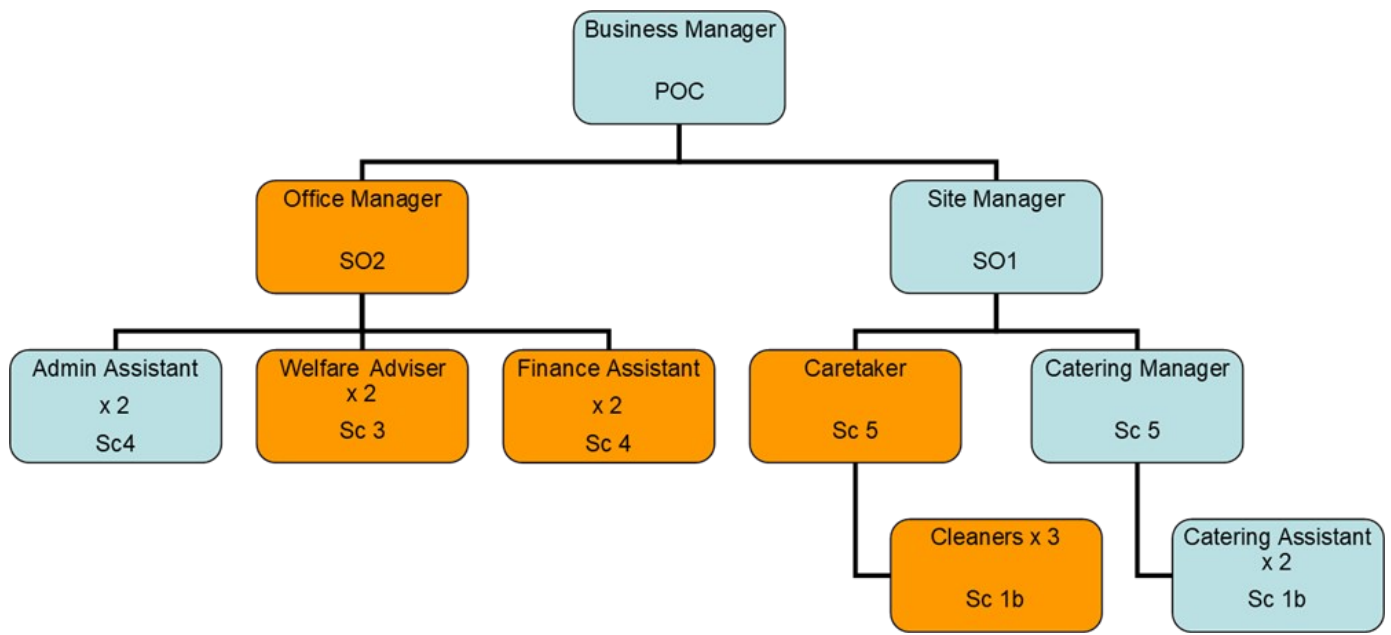 Business Manager
POC
Office Manager
SO2
Site Manager
SO1
Admin Assistant
x 2
Sc4
Welfare Adviser
x 2
Sc 3
Finance Assistant
x 2
Sc 4
Caretaker
Sc 5
Catering Manager
Sc 5
Cleaners x 3
Sc 1b
Catering Assistant
x 2
Sc 1b